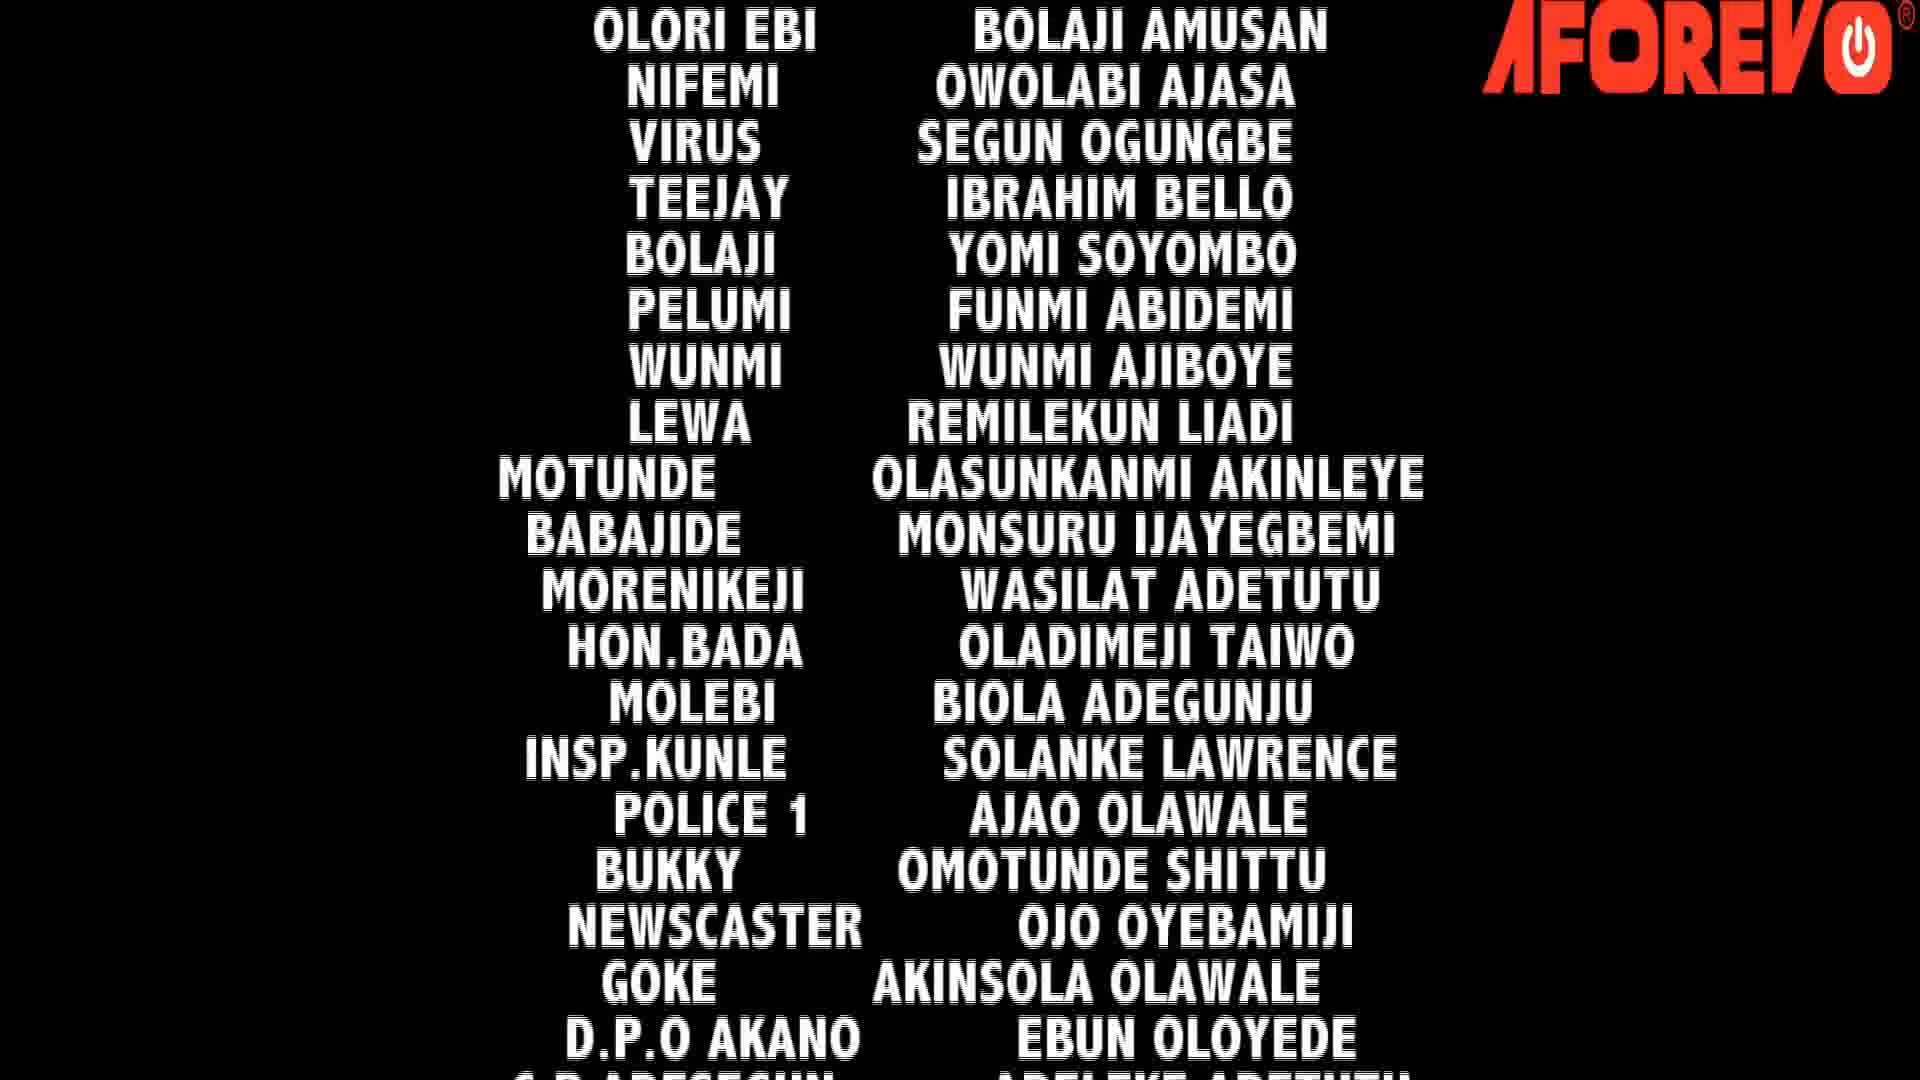 OLORI EBI BOLAJI AMUSAN
AFOREVO®
NIFEMI OWOLABI AJASA
VIRUS SEGUN OGUNGBE
TEEJAY IBRAHIM BELLO
BOLAJI YOMI SOYOMBO
PELUMI FUNMI ABIDEMI
WUNMI WUNMI AJIBOYE
LEWA REMILEKUN LIADI
MOTUNDE OLASUNKANMI AKINLEYE
BABAJIDE MONSURU IJAYEGBEMI
MORENIKEJI WASILAT ADETUTU
HON.BADA OLADIMEJI TAIWO
MOLEBI BIOLA ADEGUNJU
INSP.KUNLE SOLANKE LAWRENCE
POLICE 1 AJAO OLAWALE
BUKKY OMOTUNDE SHITTU
NEWSCASTER OJO OYEBAMIJI
GOKE AKINSOLA OLAWALE
D.P.O AKANO EBUN OLOYEDE